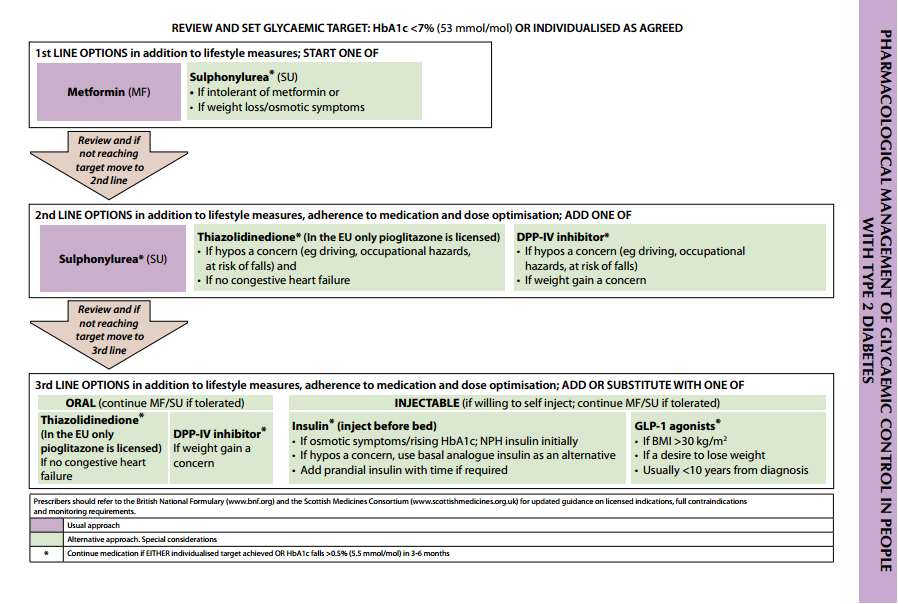 REVIEW AND SET GLYCAEMIC TARGET: HbA1c <7% (53 mmol/mol) OR INDIVIDUALISED AS AGREED
1st LINE OPTIONS in addition to lifestyle measures; START ONE OF
Metformin (MF)
Sulphonylurea* (SU)
• If intolerant of metformin or
• If weight loss/osmotic symptoms
Review and if
not reaching
target move to
2nd line
2nd LINE OPTIONS in addition to lifestyle measures, adherence to medication and dose optimisation; ADD ONE OF
Sulphonylurea* (SU)
Thiazolidinedione* (In the EU only pioglitazone is licensed)
• If hypos a concern (eg driving, occupational hazards,
at risk of falls) and
• If no congestive heart failure
DPP-IV inhibitor*
• If hypos a concern (eg driving, occupational
hazards, at risk of falls)
• If weight gain a concern
Review and if
not reaching
target move to
3rd line
3rd LINE OPTIONS in addition to lifestyle measures, adherence to medication and dose optimisation; ADD OR SUBSTITUTE WITH ONE OF
ORAL (continue MF/SU if tolerated)
Thiazolidinedione*
(In the EU only
pioglitazone is licensed)
If no congestive heart
failure
DPP-IV inhibitor*
If weight gain a
concern
INJECTABLE (if willing to self inject; continue MF/SU if tolerated)
Insulin* (inject before bed)
• If osmotic symptoms/rising HbA1c; NPH insulin initially
• If hypos a concern, use basal analogue insulin as an alternative
• Add prandial insulin with time if required
GLP-1 agonists*
• If BMI >30 kg/m²
• If a desire to lose weight
• Usually <10 years from diagnosis
Prescribers should refer to the British National Formulary (www.bnf.org) and the Scottish Medicines Consortium (www.scottishmedicines.org.uk) for updated guidance on licensed indications, full contraindications
and monitoring requirements.
Usual approach
Alternative approach. Special considerations
* Continue medication if EITHER individualised target achieved OR HbA1c falls >0.5% (5.5 mmol/mol) in 3-6 months
PHARMACOLOGICAL MANAGEMENT OF GLYCAEMIC CONTROL IN PEOPLE
WITH TYPE 2 DIABETES